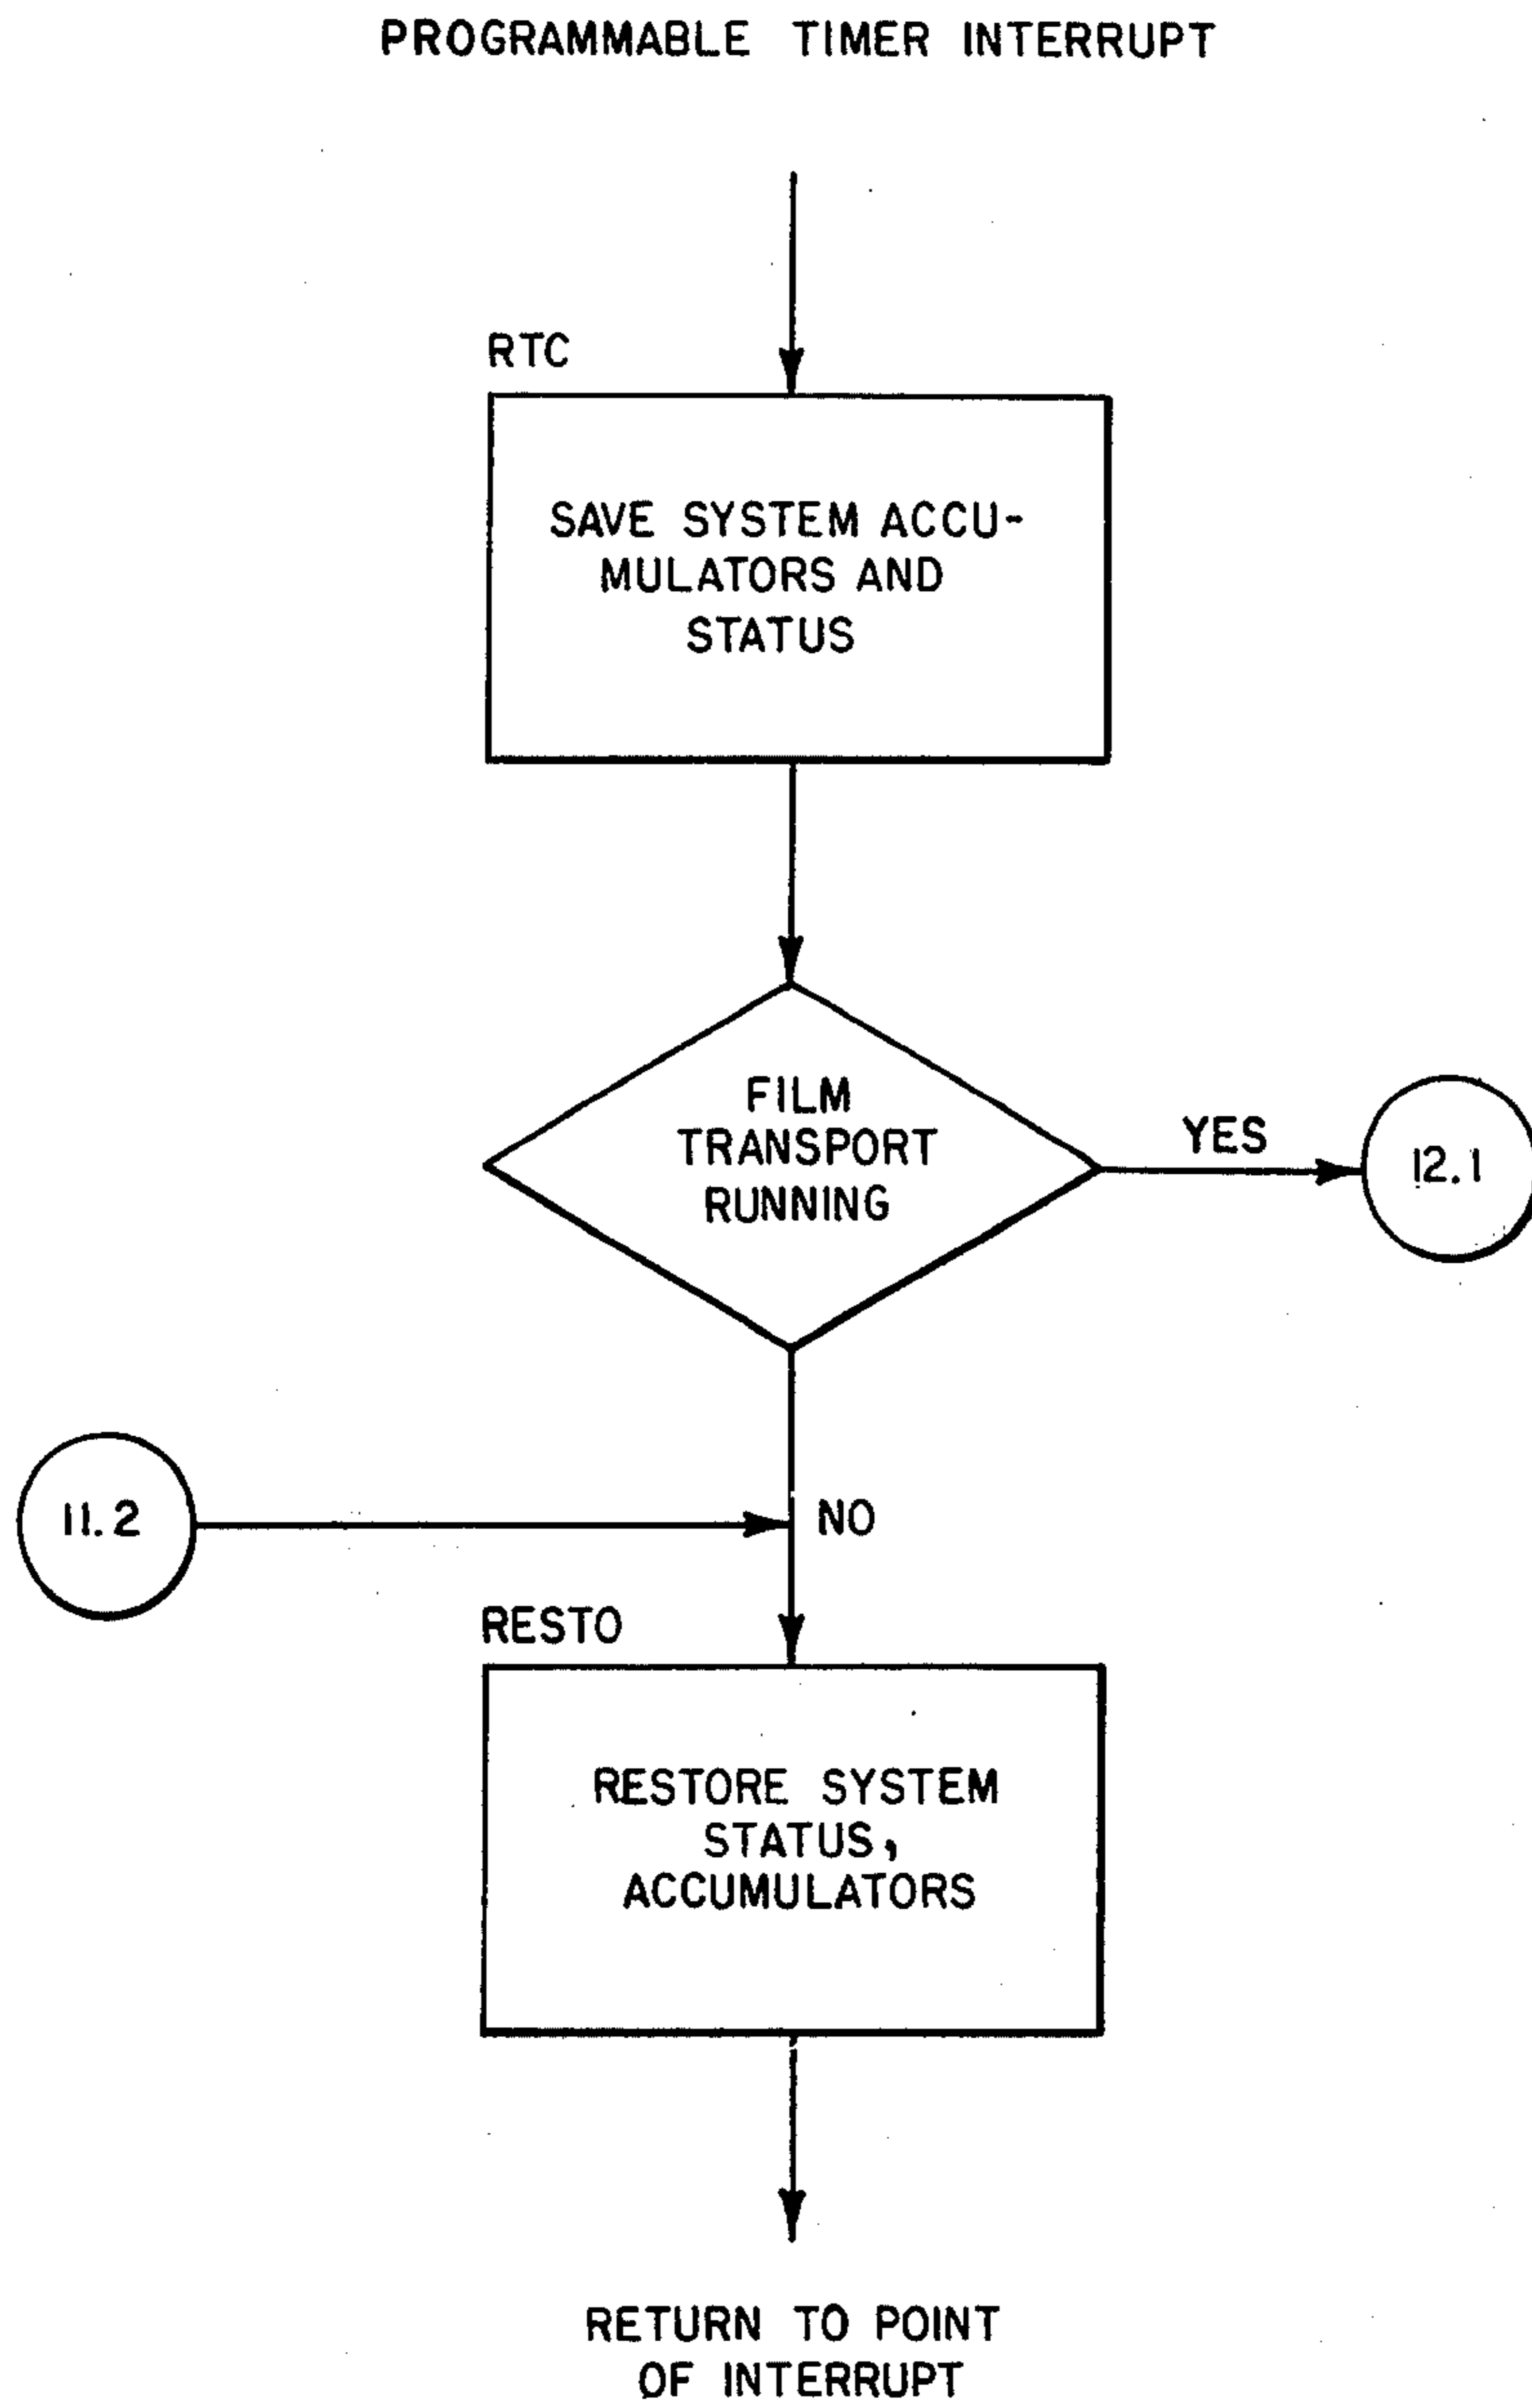 PROGRAMMABLE TIMER INTERRUPT
RTC
SAVE SYSTEM ACCU-
MULATORS AND
STATUS
FILM
TRANSPORT
RUNNING
YES
12.1
11.2
NO
RESTO
RESTORE SYSTEM
STATUS,
ACCUMULATORS
RETURN TO POINT
OF INTERRUPT